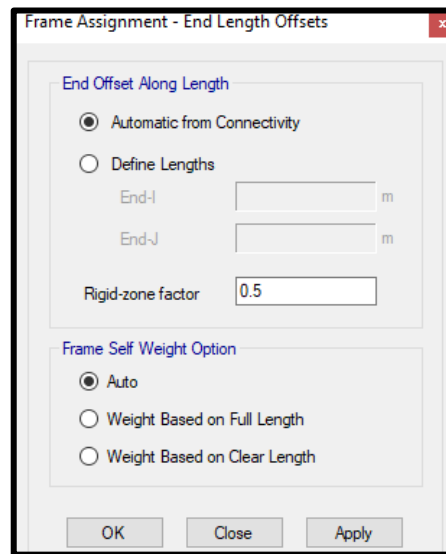 Frame Assignment - End Length Offsets
x
End Offset Along Length
Automatic from Connectivity
Define Lengths
End-I m
End-J m
Rigid-zone factor 0.5
Frame Self Weight Option
Auto
Weight Based on Full Length
Weight Based on Clear Length
OK Close Apply